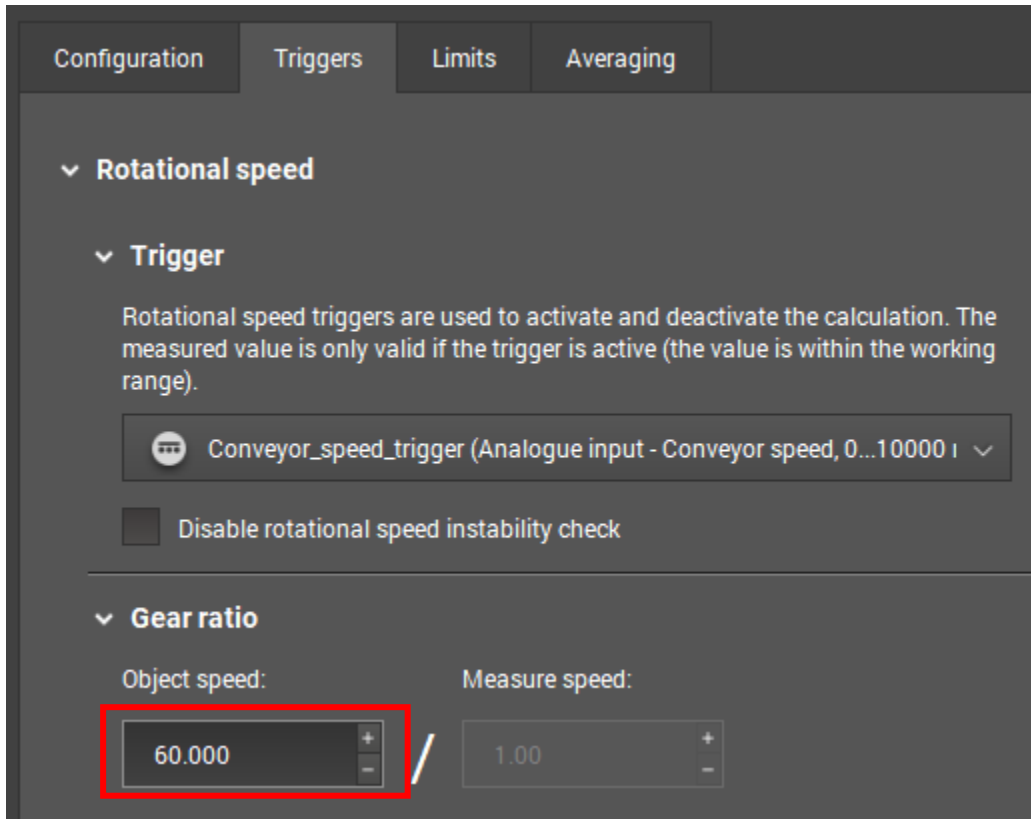 Configuration Triggers Limits Averaging
Rotational speed
Trigger
Rotational speed triggers are used to activate and deactivate the calculation. The
measured value is only valid if the trigger is active (the value is within the working
range).
Conveyor_speed_trigger (Analogue input - Conveyor speed, 0...10000
Disable rotational speed instability check
Gear ratio
Object speed: Measure speed:
60.000 + - / 1.00 + -